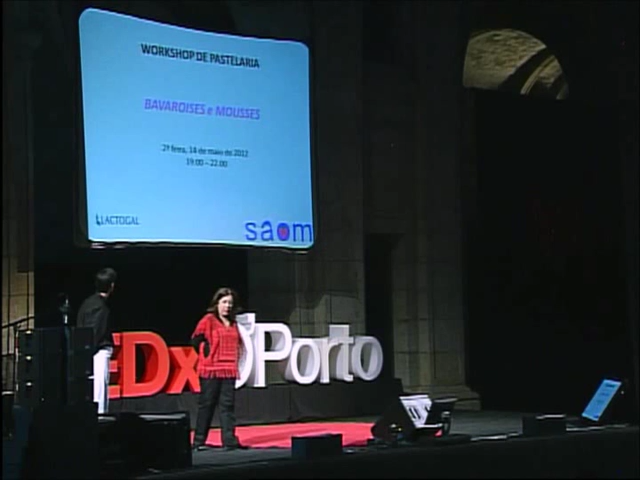 WORKSHOP DE PASTELARIA
BAVAROISES e MOUSSES
2ª feira, 14 de maio de 2012
19:00 – 22:00
LACTOGAL
saom
EDxOPorto